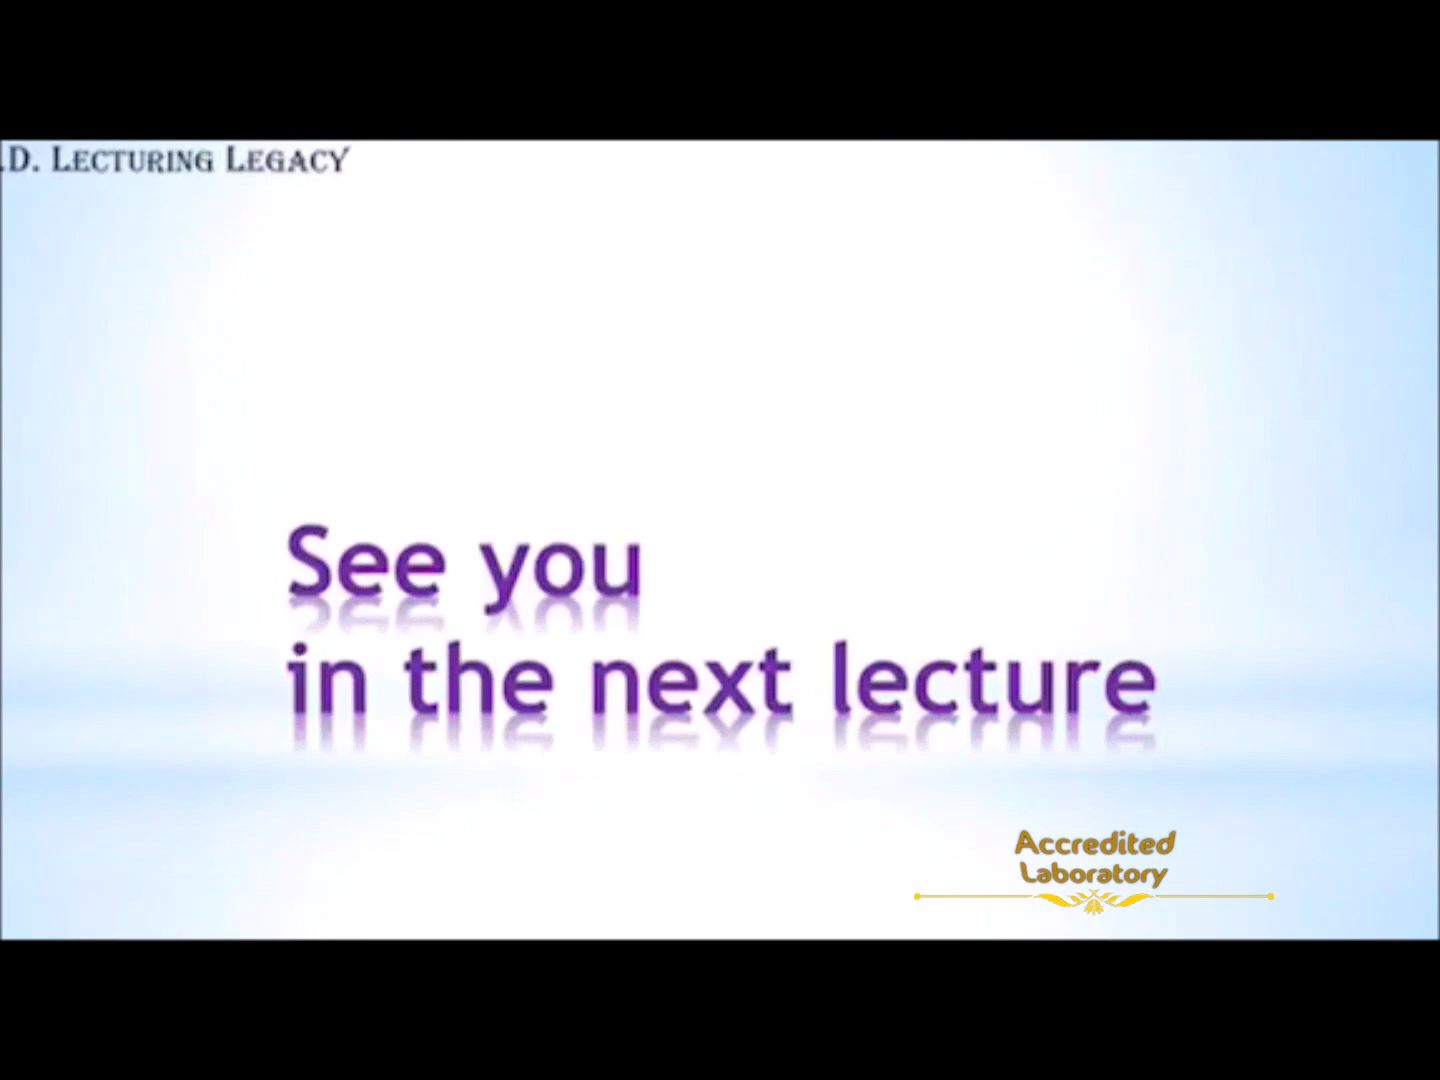 .D. Lecturing Legacy
See you
in the next lecture
Accredited
Laboratory